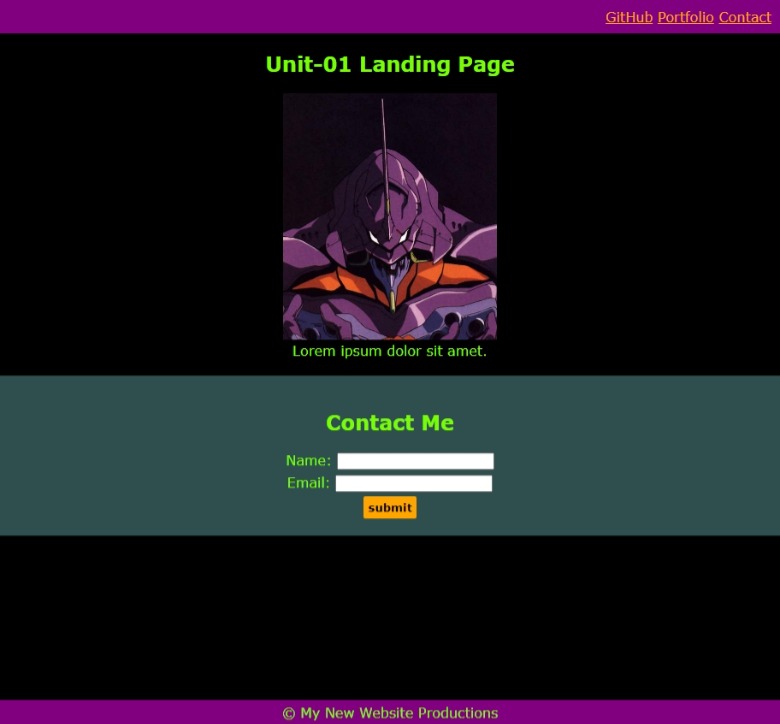 GitHub Portfolio Contact
Unit-01 Landing Page
Lorem ipsum dolor sit amet.
Contact Me
Name:
Email:
submit
© My New Website Productions